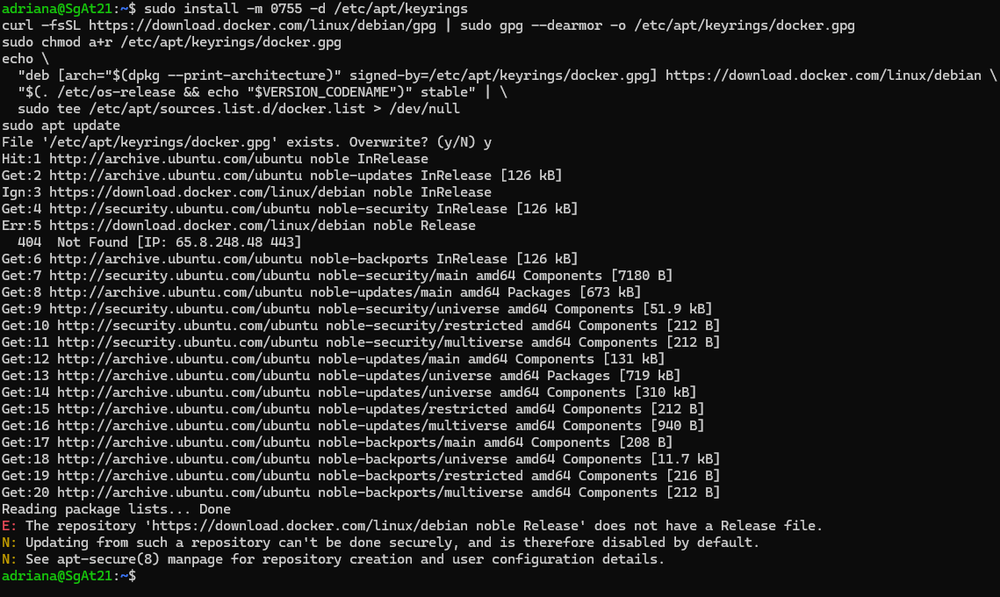 adriana@SgAt21:~$ sudo install -m 0755 -d /etc/apt/keyrings
curl -fsSL https://download.docker.com/linux/debian/gpg | sudo gpg --dearmor -o /etc/apt/keyrings/docker.gpg
sudo chmod a+r /etc/apt/keyrings/docker.gpg
echo \
  "deb [arch="$(dpkg --print-architecture)" signed-by=/etc/apt/keyrings/docker.gpg] https://download.docker.com/linux/debian \
  "$(. /etc/os-release && echo "$VERSION_CODENAME")" stable" | \
  sudo tee /etc/apt/sources.list.d/docker.list > /dev/null
sudo apt update
File '/etc/apt/keyrings/docker.gpg' exists. Overwrite? (y/N) y
Hit:1 http://archive.ubuntu.com/ubuntu noble InRelease
Get:2 http://archive.ubuntu.com/ubuntu noble-updates InRelease [126 kB]
Ign:3 https://download.docker.com/linux/debian noble InRelease
Get:4 http://security.ubuntu.com/ubuntu noble-security InRelease [126 kB]
Err:5 https://download.docker.com/linux/debian noble Release
  404  Not Found [IP: 65.8.248.48 443]
Get:6 http://archive.ubuntu.com/ubuntu noble-backports InRelease [126 kB]
Get:7 http://security.ubuntu.com/ubuntu noble-security/main amd64 Components [7180 B]
Get:8 http://archive.ubuntu.com/ubuntu noble-updates/main amd64 Packages [673 kB]
Get:9 http://security.ubuntu.com/ubuntu noble-security/universe amd64 Components [51.9 kB]
Get:10 http://security.ubuntu.com/ubuntu noble-security/restricted amd64 Components [212 B]
Get:11 http://security.ubuntu.com/ubuntu noble-security/multiverse amd64 Components [212 B]
Get:12 http://archive.ubuntu.com/ubuntu noble-updates/main amd64 Components [131 kB]
Get:13 http://archive.ubuntu.com/ubuntu noble-updates/universe amd64 Packages [719 kB]
Get:14 http://archive.ubuntu.com/ubuntu noble-updates/universe amd64 Components [310 kB]
Get:15 http://archive.ubuntu.com/ubuntu noble-updates/restricted amd64 Components [212 B]
Get:16 http://archive.ubuntu.com/ubuntu noble-updates/multiverse amd64 Components [940 B]
Get:17 http://archive.ubuntu.com/ubuntu noble-backports/main amd64 Components [208 B]
Get:18 http://archive.ubuntu.com/ubuntu noble-backports/universe amd64 Components [11.7 kB]
Get:19 http://archive.ubuntu.com/ubuntu noble-backports/restricted amd64 Components [216 B]
Get:20 http://archive.ubuntu.com/ubuntu noble-backports/multiverse amd64 Components [212 B]
Reading package lists... Done
E: The repository 'https://download.docker.com/linux/debian noble Release' does not have a Release file.
N: Updating from such a repository can't be done securely, and is therefore disabled by default.
N: See apt-secure(8) manpage for repository creation and user configuration details.
adriana@SgAt21:~$